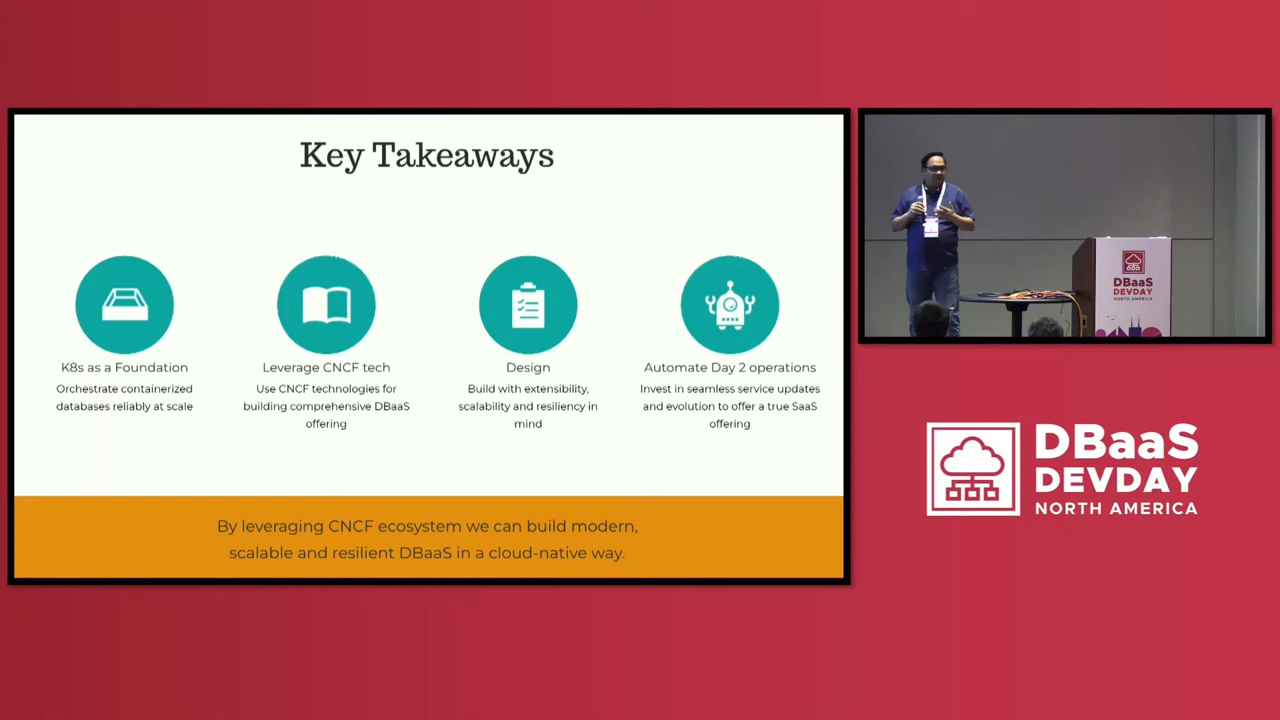 Key Takeaways
K8s as a Foundation
Orchestrate containerized
databases reliably at scale
Leverage CNCF tech
Use CNCF technologies for
building comprehensive DBaaS
offering
Design
Build with extensibility,
scalability and resiliency in
mind
Automate Day 2 operations
Invest in seamless service updates
and evolution to offer a true SaaS
offering
By leveraging CNCF ecosystem we can build modern,
scalable and resilient DBaaS in a cloud-native way.
DBaaS
DEVDAY
NORTH AMERICA
DBaaS
DEVDAY
NORTH AMERICA